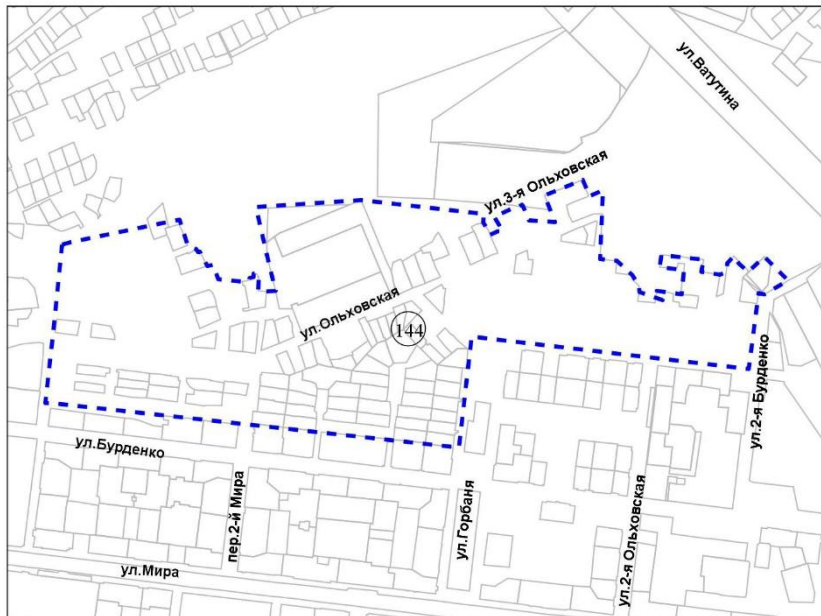 ул.Ватутина
ул.3-я Ольховская
ул.Ольховская
144
ул.2-я Бурденко
ул.Бурденко
пер.2-й Мира
ул.Горбаня
ул.2-я Ольховская
ул.Мира